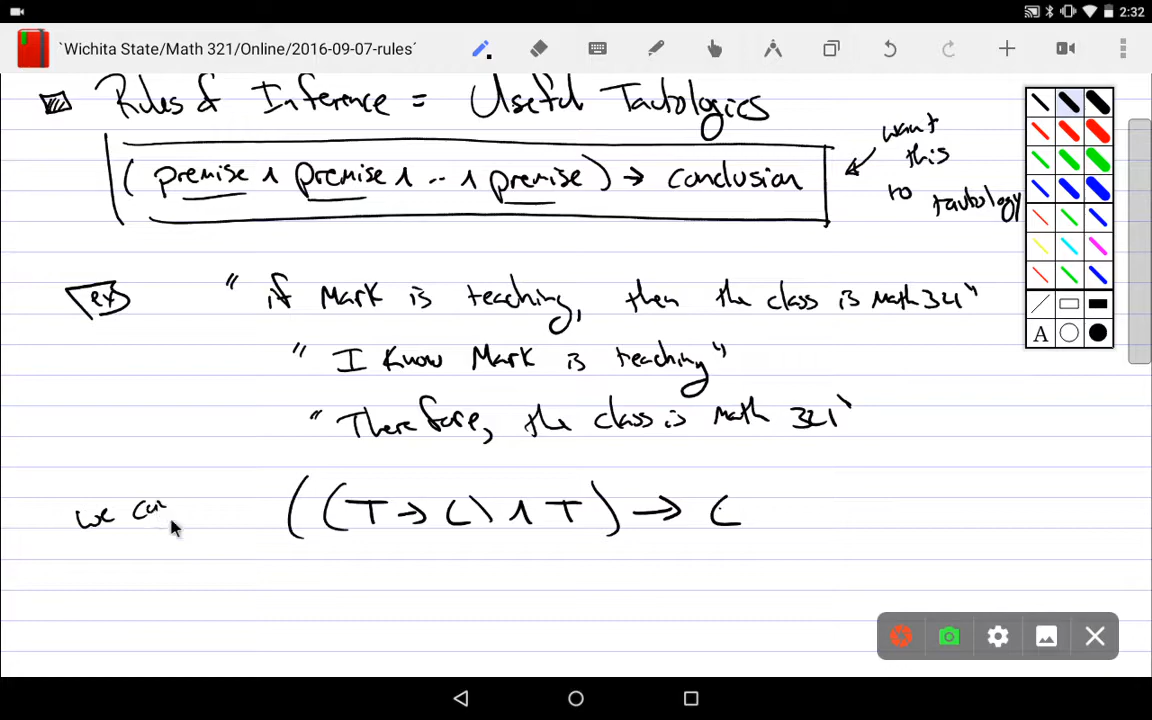 2:32
`Wichita State/Math 321/Online/2016-09-07-rules´
Rules of Inference = Useful Tautologies
(premise ∧ premise ∧ .. ∧ premise) → conclusion
want
this
to tautology
ex
"if Mark is teaching, then the class is Math 321"
"I know Mark is teaching"
"Therefore, the class is Math 321"
we can
((T → C) ∧ T) → C
A